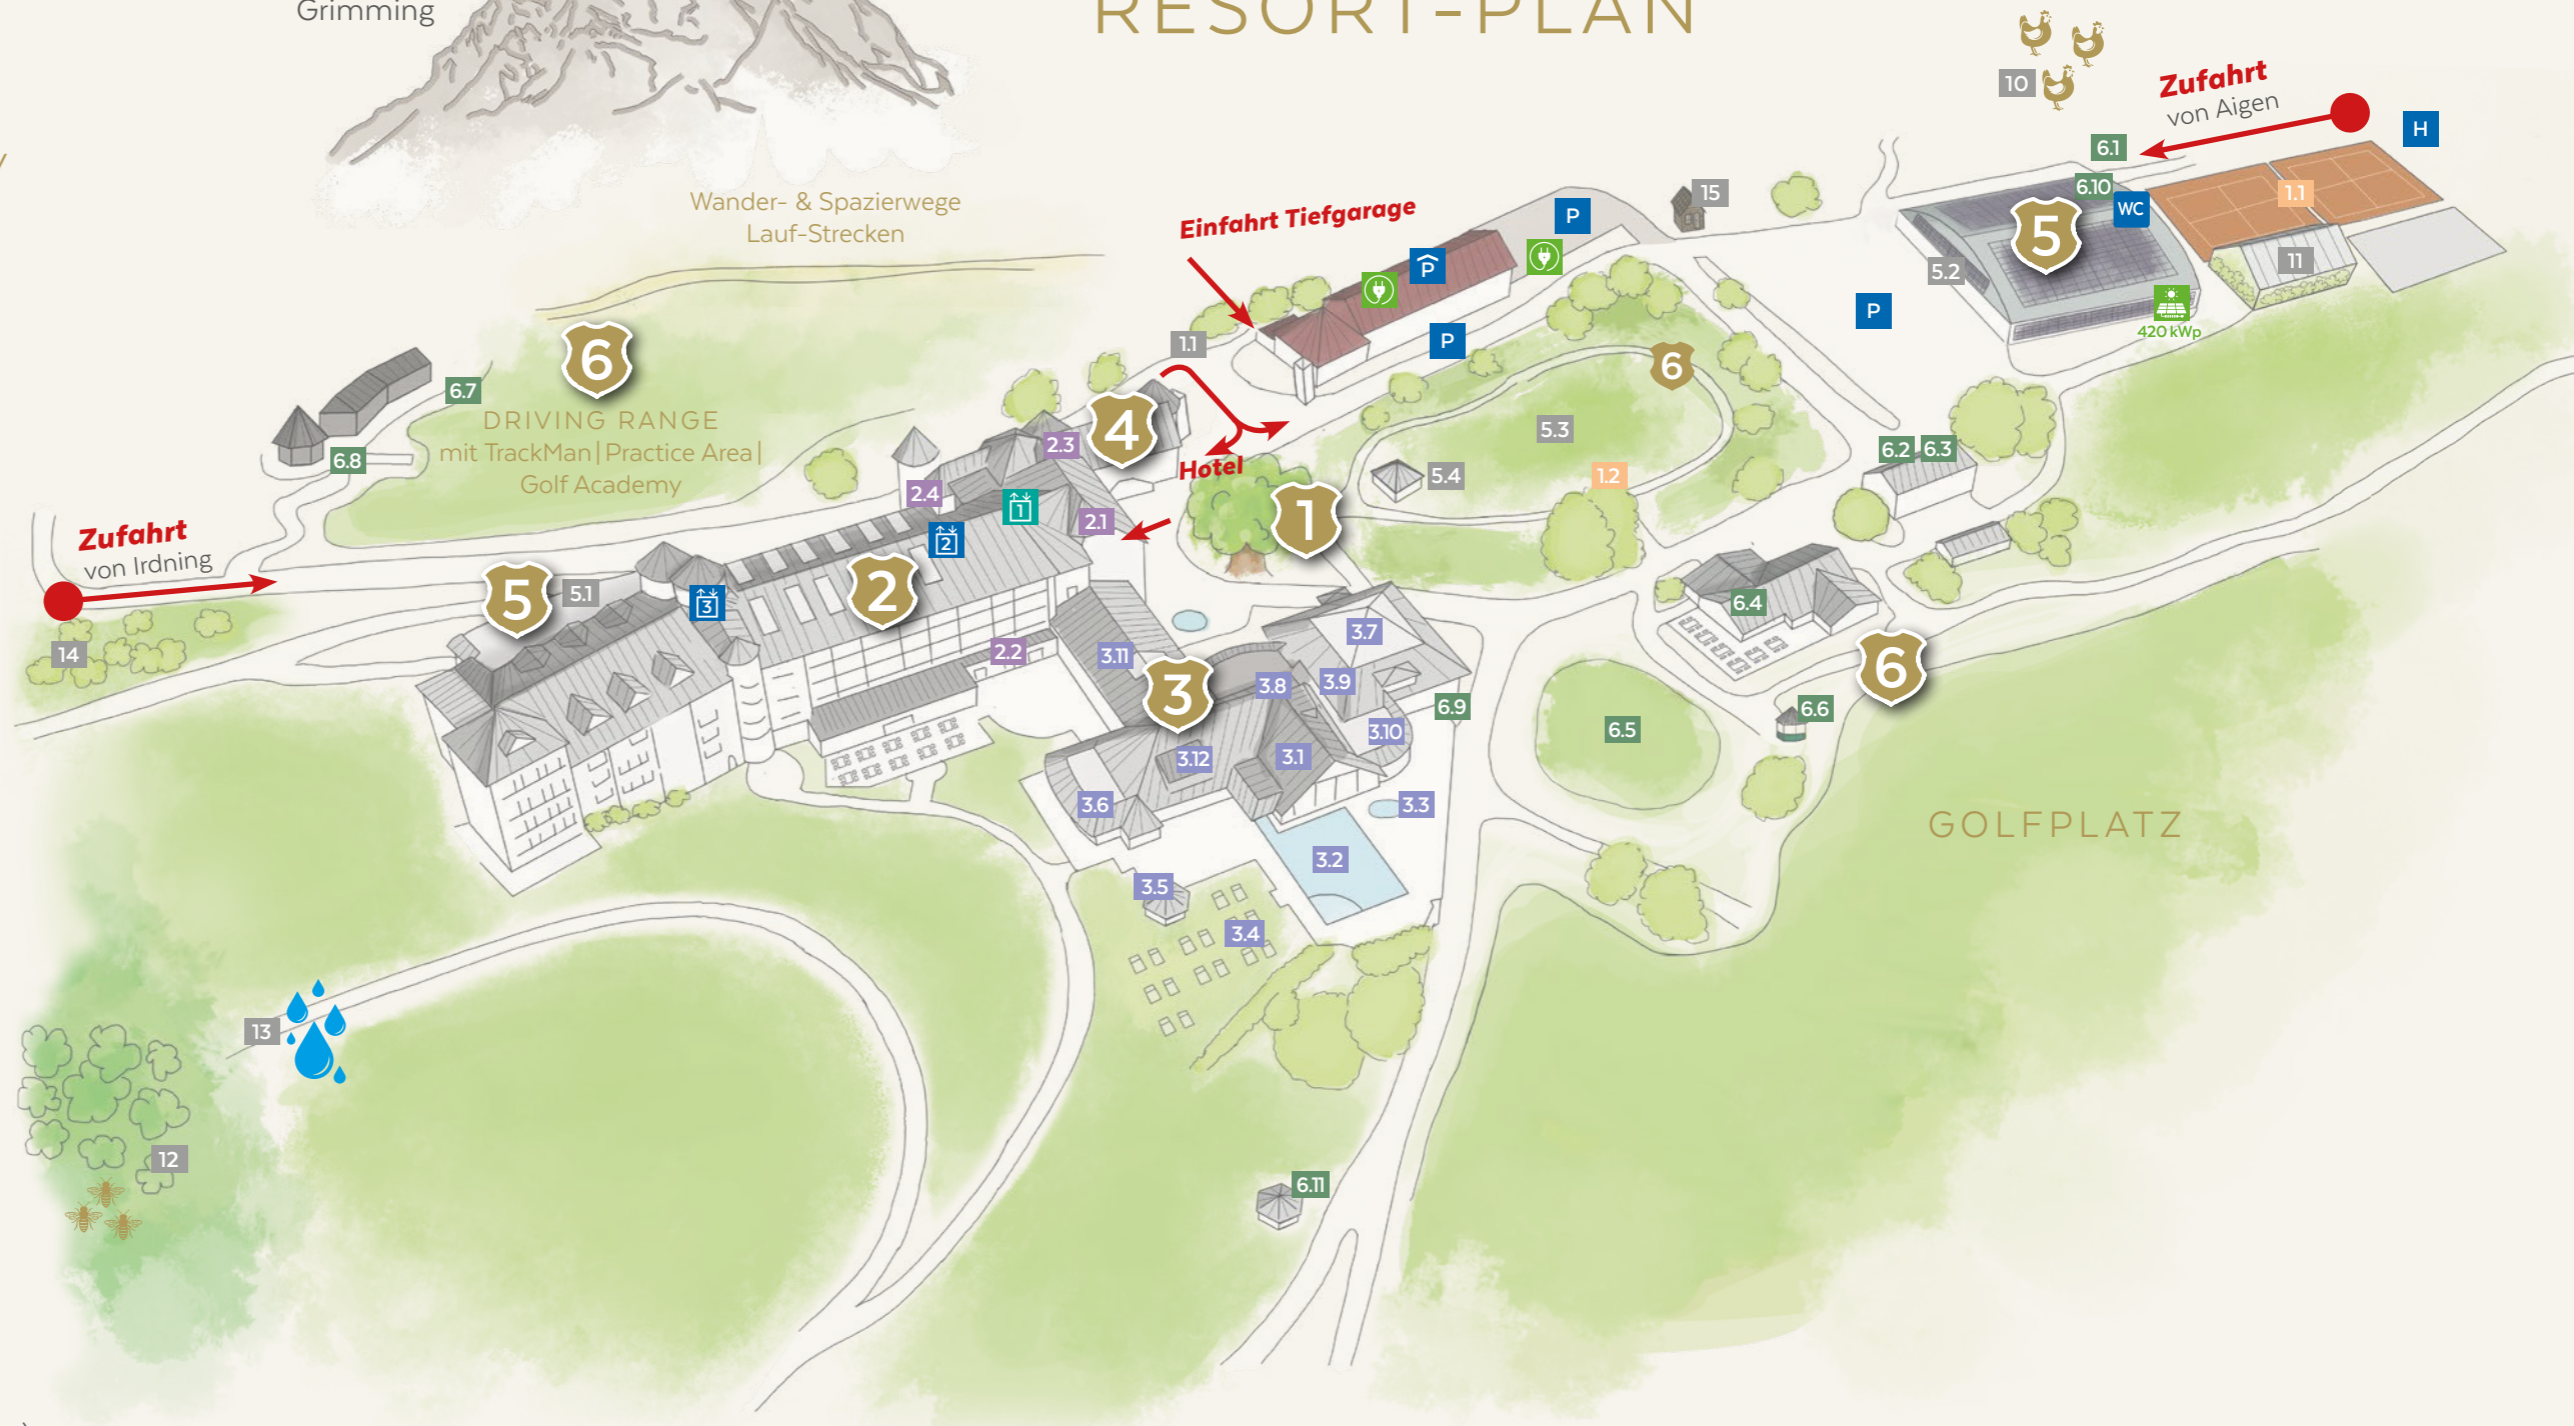 Grimming
RESORT-PLAN
10
Zufahrt
von Aigen
H
6.1
6.10
WC
1.1
5
5.2
11
420 kWp
15
Wander- & Spazierwege
Lauf-Strecken
Einfahrt Tiefgarage
P
P
P
P
1.1
6
6
6.7
DRIVING RANGE
mit TrackMan|Practice Area|
Golf Academy
6.8
4
2.3
Hotel
5.3
5.4
1.2
6.2
6.3
2.4
1
2.1
1
2
Zufahrt
von Irdning
5
5.1
3
2
14
2.2
3.11
3
3.7
3.8
3.9
3.10
6.9
6.4
6
6.6
6.5
3.12
3.1
3.6
3.3
3.2
GOLFPLATZ
3.5
3.4
13
12
6.11